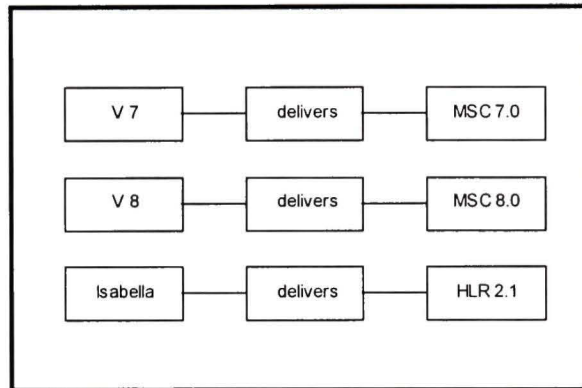 V 7 delivers MSC 7.0
V 8 delivers MSC 8.0
Isabella delivers HLR 2.1